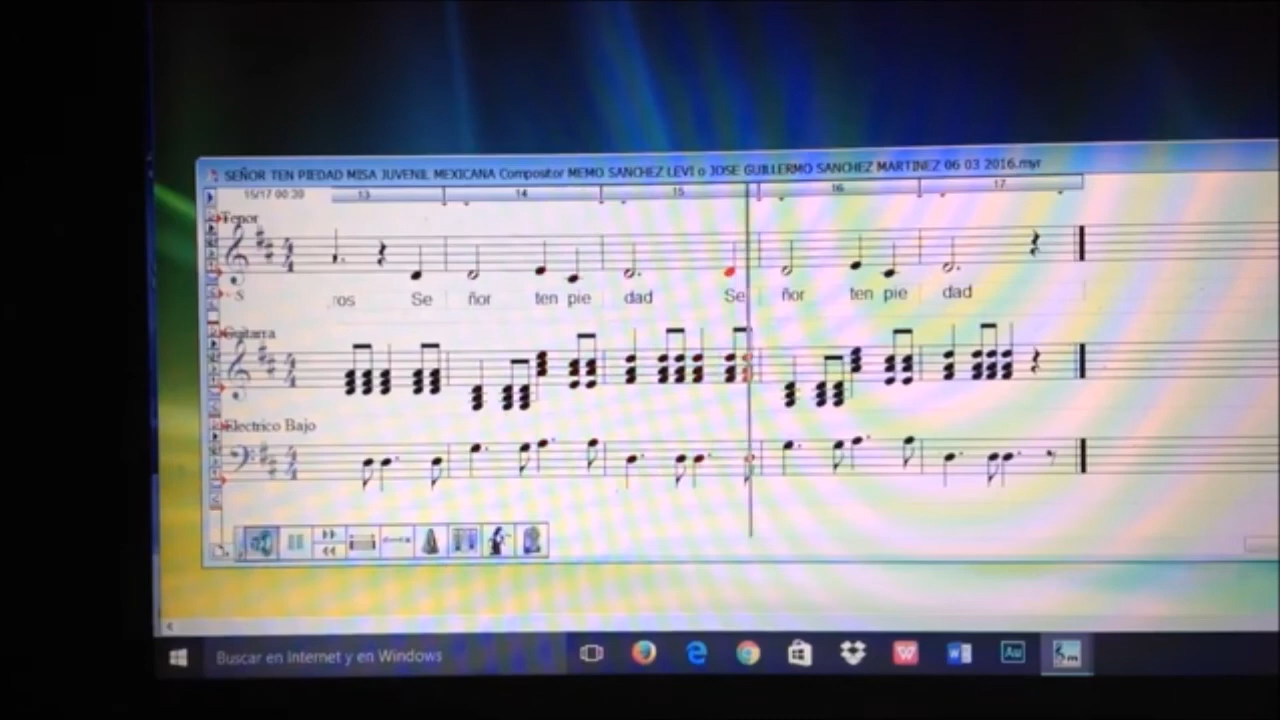 SEÑOR TEN PIEDAD MISA JUVENIL MEXICANA Compositor MEMO SANCHEZ LEVI o JOSE GUILLERMO SANCHEZ MARTINEZ 06 03 2016.myr
15/17 00:20 13 14 15 16 17
Tenor
S ros Se ñor ten pie dad Se ñor ten pie dad
Guitarra
Electrico Bajo
Buscar en Internet y en Windows